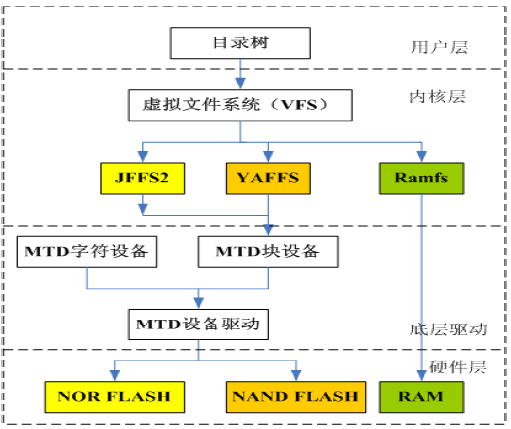 目录树
用户层
内核层
虚拟文件系统（VFS）
JFFS2
YAFFS
Ramfs
MTD字符设备
MTD块设备
MTD设备驱动
底层驱动
硬件层
NOR FLASH
NAND FLASH
RAM